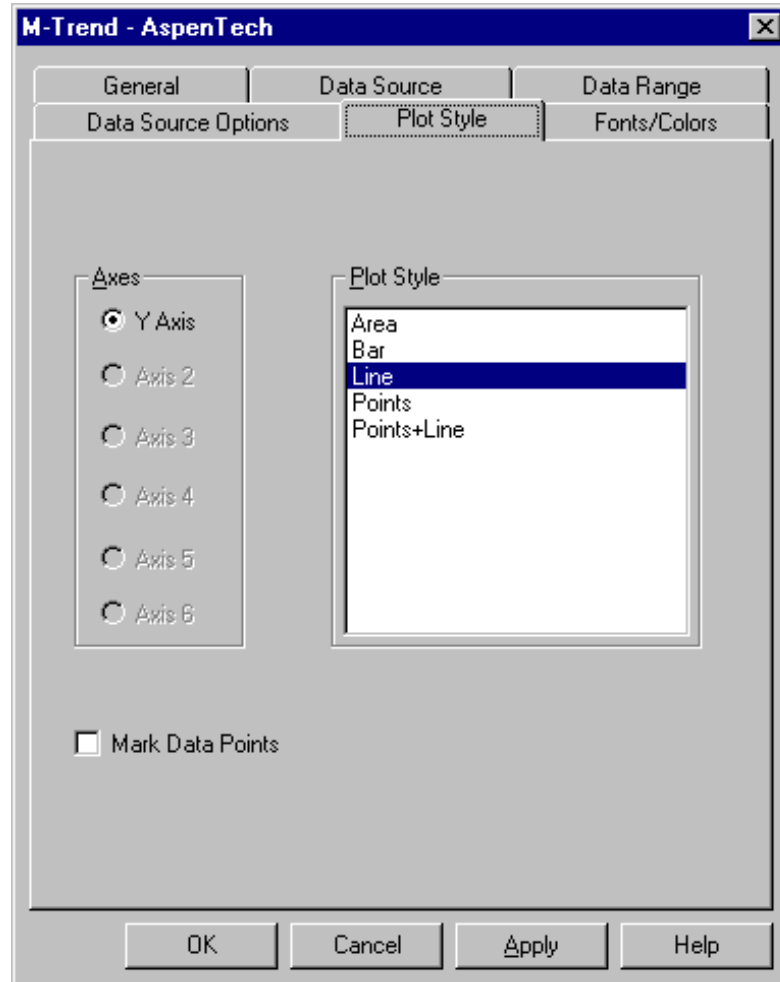 M-Trend - AspenTech
General
Data Source
Data Range
Data Source Options
Plot Style
Fonts/Colors
Axes
Y Axis
Axis 2
Axis 3
Axis 4
Axis 5
Axis 6
Plot Style
Area
Bar
Line
Points
Points+Line
Mark Data Points
OK
Cancel
Apply
Help